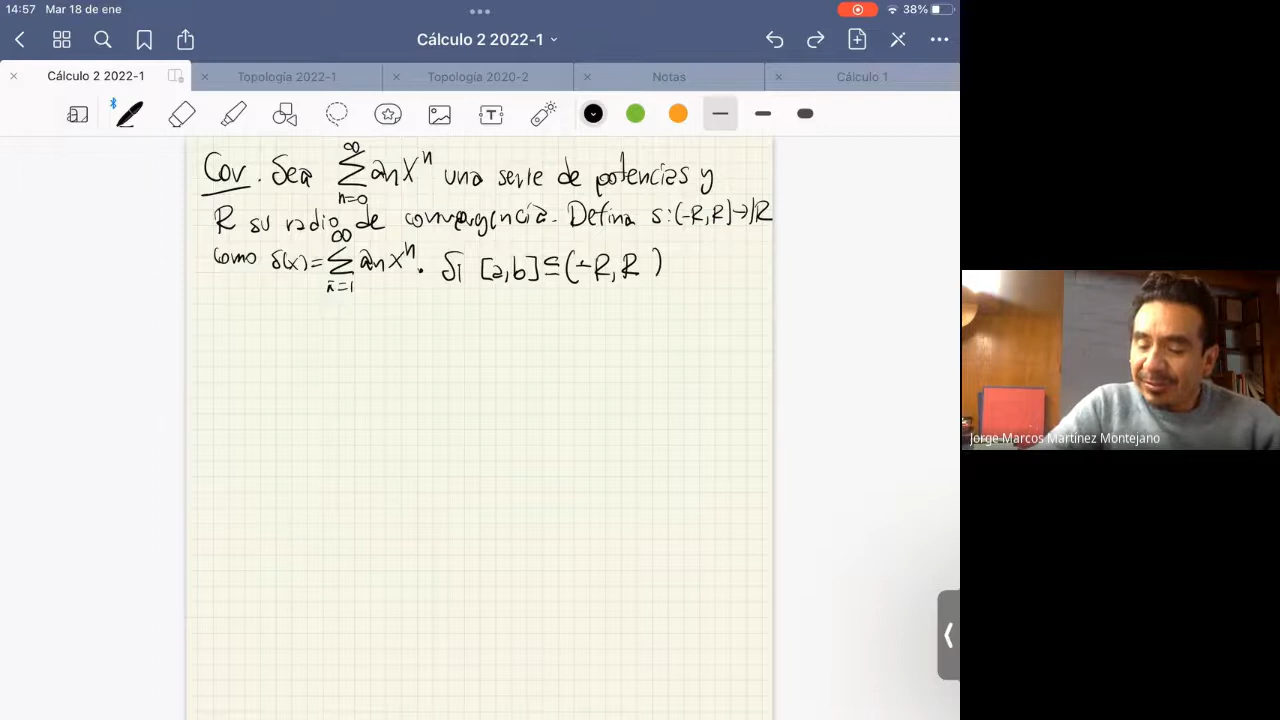 14:57 Mar 18 de ene
38%
Cálculo 2 2022-1
Cálculo 2 2022-1
Topología 2022-1
Topología 2020-2
Notas
Cálculo 1
Cor. Sea ∑_{n=0}^{∞} anXⁿ una serie de potencias y
R su radio de convergencia. Defina s:(-R,R)→ℝ
como s(x)=∑_{n=1}^{∞} anXⁿ. Si [a,b]⊆(-R,R)
Jorge Marcos Martínez Montejano